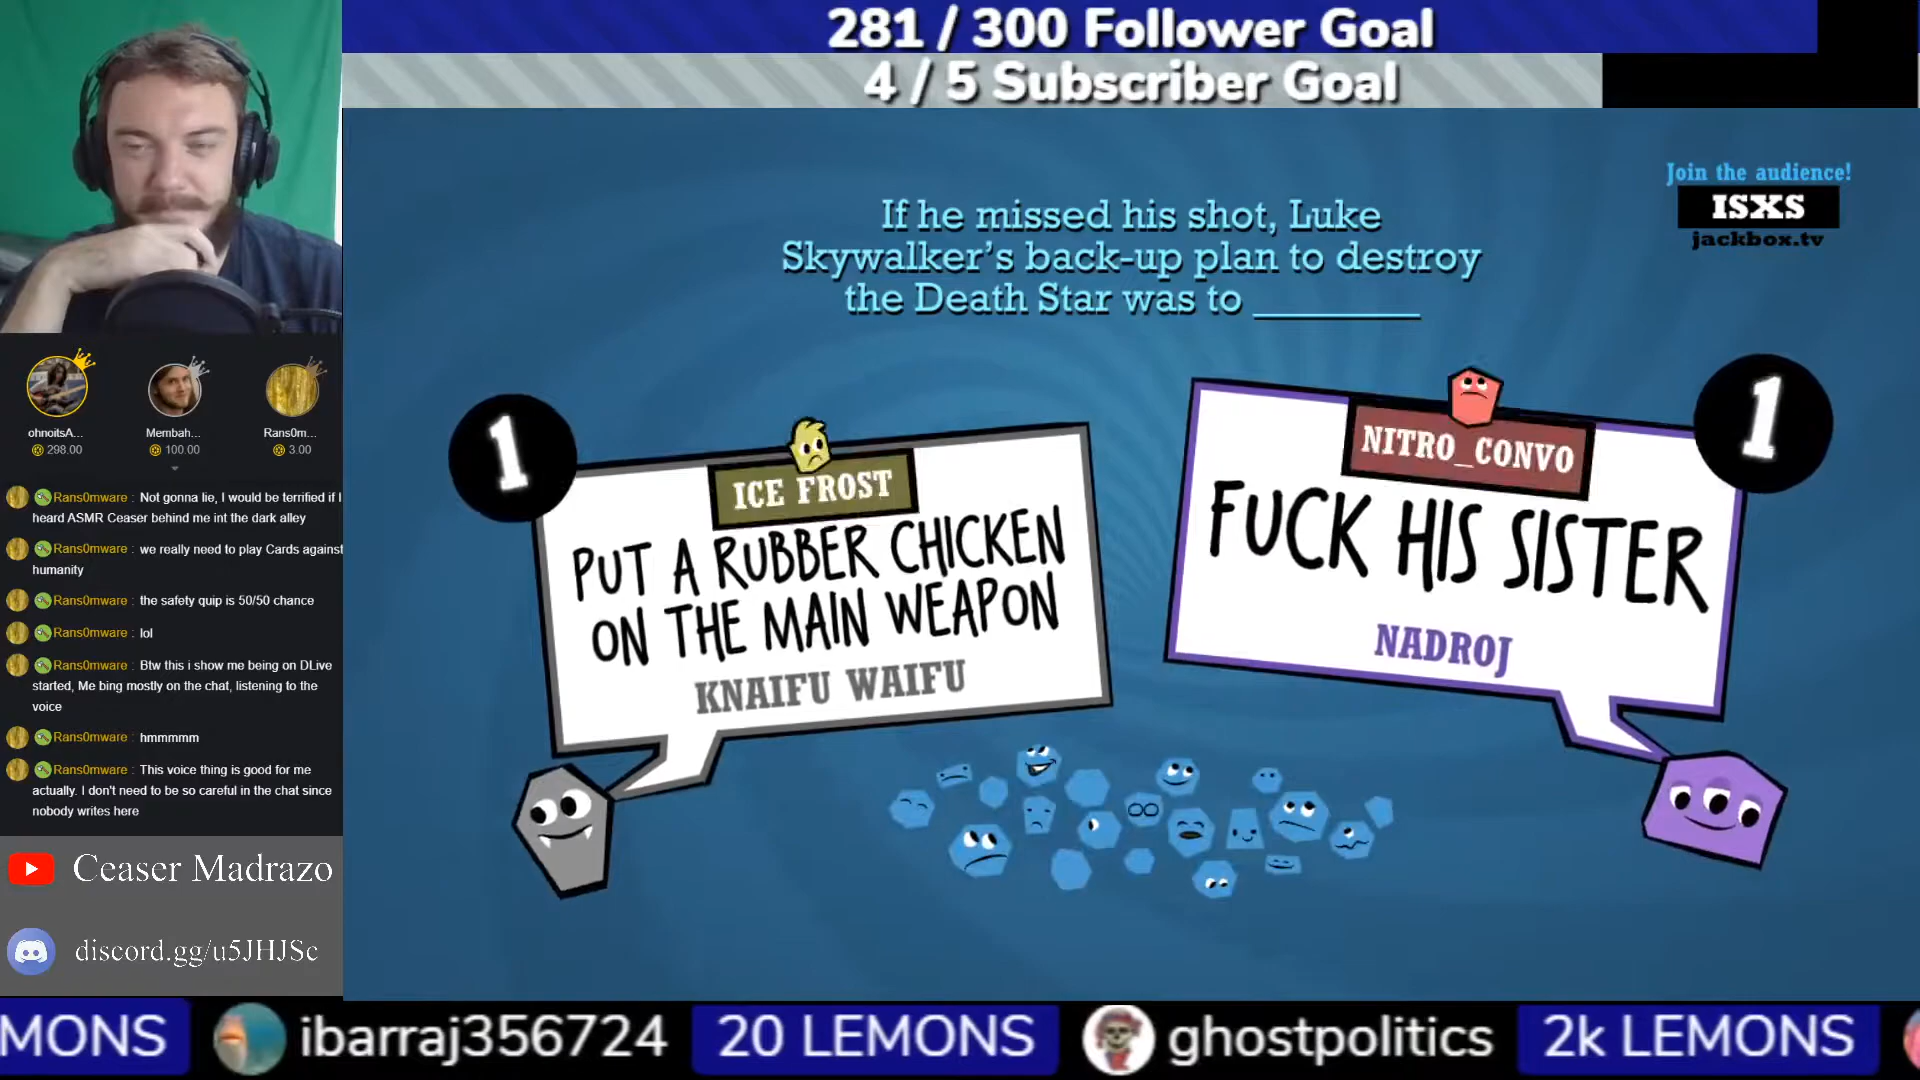 281 / 300 Follower Goal
4 / 5 Subscriber Goal
Join the audience!
ISXS
jackbox.tv
If he missed his shot, Luke
Skywalker's back-up plan to destroy
the Death Star was to ________
1
ICE FROST
PUT A RUBBER CHICKEN
ON THE MAIN WEAPON
KNAIFU WAIFU
1
NITRO_CONVO
FUCK HIS SISTER
NADROJ
ohnoitsA...
298.00
Membah...
100.00
Rans0m...
3.00
Rans0mware : Not gonna lie, I would be terrified if I
heard ASMR Ceaser behind me int the dark alley
Rans0mware : we really need to play Cards against
humanity
Rans0mware : the safety quip is 50/50 chance
Rans0mware : lol
Rans0mware : Btw this i show me being on DLive
started, Me bing mostly on the chat, listening to the
voice
Rans0mware : hmmmmm
Rans0mware : This voice thing is good for me
actually. I don't need to be so careful in the chat since
nobody writes here
Ceaser Madrazo
discord.gg/u5JHJSc
MONS ibarraj356724 20 LEMONS ghostpolitics 2k LEMONS